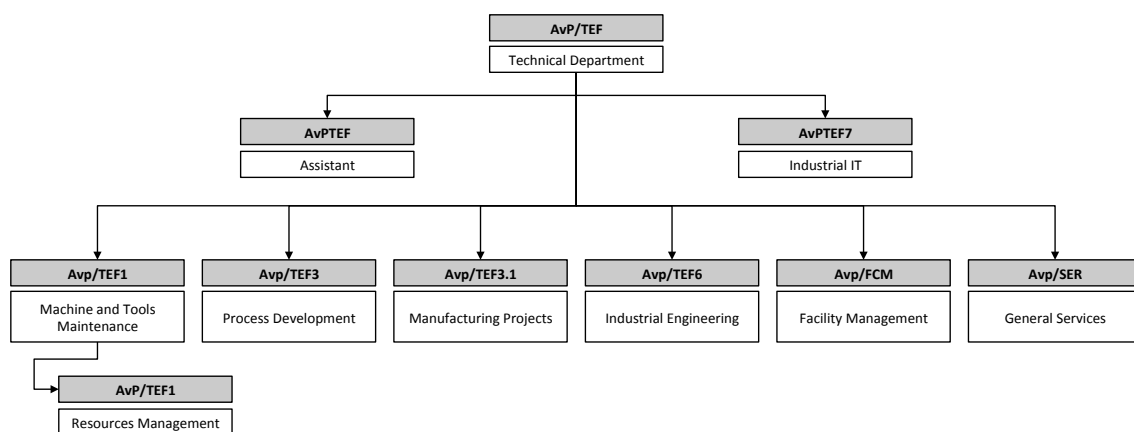 AvP/TEF
Technical Department
AvPTEF
AvPTEF7
Assistant
Industrial IT
Avp/TEF1
Avp/TEF3
Avp/TEF3.1
Avp/TEF6
Avp/FCM
Avp/SER
Machine and Tools
Maintenance
Process Development
Manufacturing Projects
Industrial Engineering
Facility Management
General Services
AvP/TEF1
Resources Management